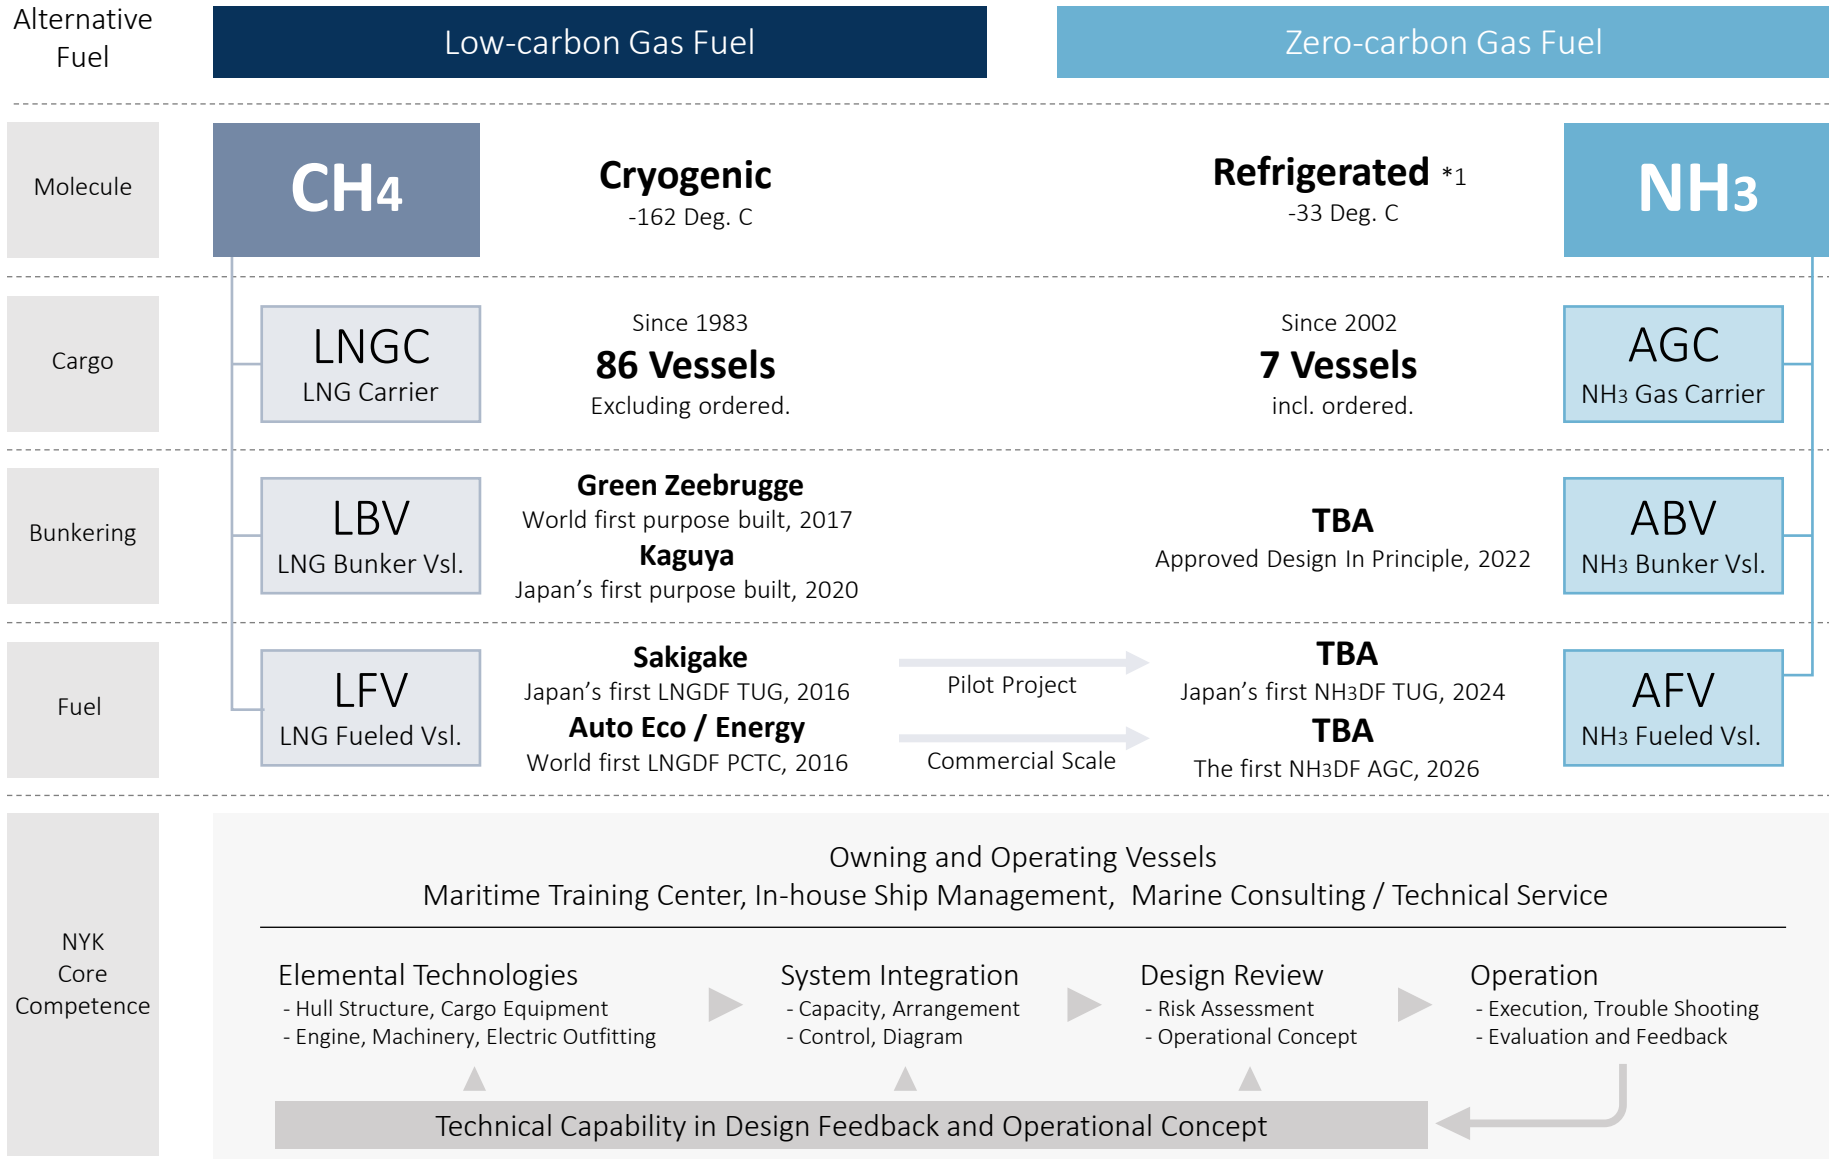 Alternative
Fuel
Low-carbon Gas Fuel
Zero-carbon Gas Fuel
Molecule
CH4
Cryogenic
-162 Deg. C
Refrigerated *1
-33 Deg. C
NH3
Cargo
LNGC
LNG Carrier
Since 1983
86 Vessels
Excluding ordered.
Since 2002
7 Vessels
incl. ordered.
AGC
NH3 Gas Carrier
Bunkering
LBV
LNG Bunker Vsl.
Green Zeebrugge
World first purpose built, 2017
Kaguya
Japan’s first purpose built, 2020
TBA
Approved Design In Principle, 2022
ABV
NH3 Bunker Vsl.
Fuel
LFV
LNG Fueled Vsl.
Sakigake
Japan’s first LNGDF TUG, 2016
Auto Eco / Energy
World first LNGDF PCTC, 2016
Pilot Project
Commercial Scale
TBA
Japan’s first NH3DF TUG, 2024
TBA
The first NH3DF AGC, 2026
AFV
NH3 Fueled Vsl.
NYK
Core
Competence
Owning and Operating Vessels
Maritime Training Center, In-house Ship Management, Marine Consulting / Technical Service
Elemental Technologies
- Hull Structure, Cargo Equipment
- Engine, Machinery, Electric Outfitting
System Integration
- Capacity, Arrangement
- Control, Diagram
Design Review
- Risk Assessment
- Operational Concept
Operation
- Execution, Trouble Shooting
- Evaluation and Feedback
Technical Capability in Design Feedback and Operational Concept